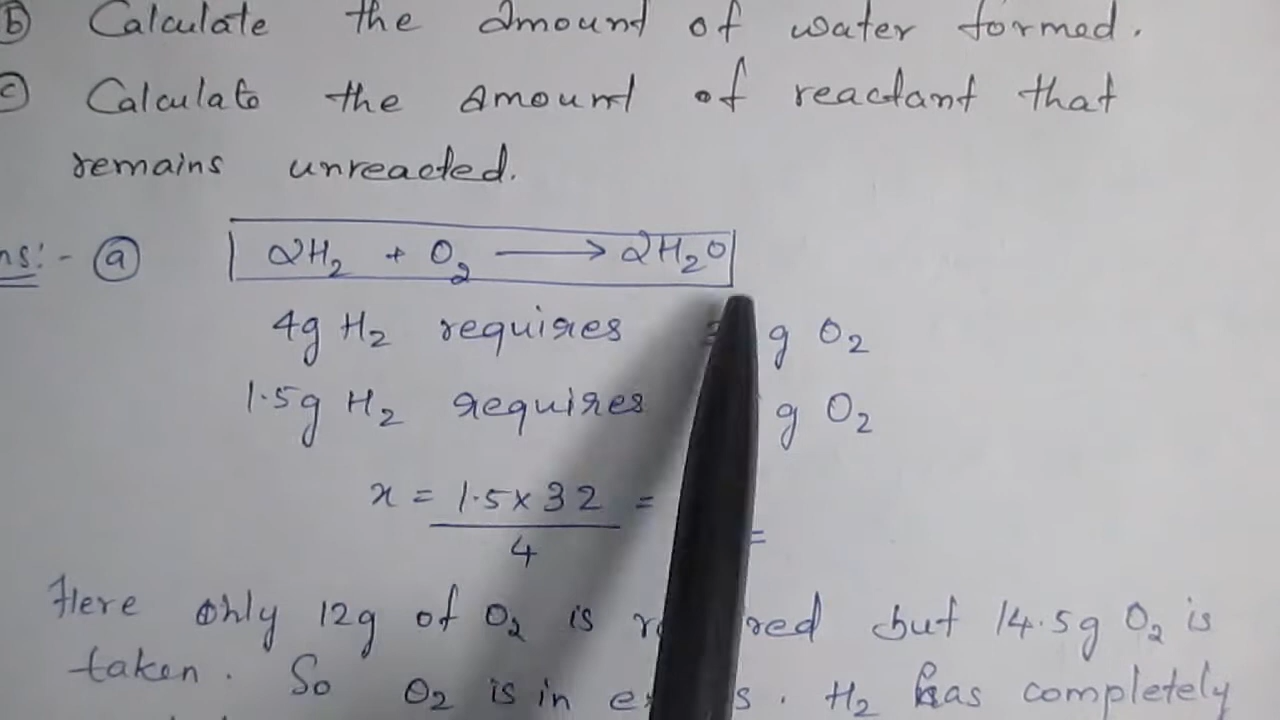 b Calculate the amount of water formed.
c Calculate the amount of reactant that
remains unreacted.
ns:- a 2H₂ + O₂ ⟶ 2H₂O
4g H₂ requires g O₂
1.5g H₂ requires g O₂
x = 1.5 x 32 =
4 =
Here only 12g of O₂ is but 14.5g O₂ is
taken. So O₂ is in . H₂ has completely